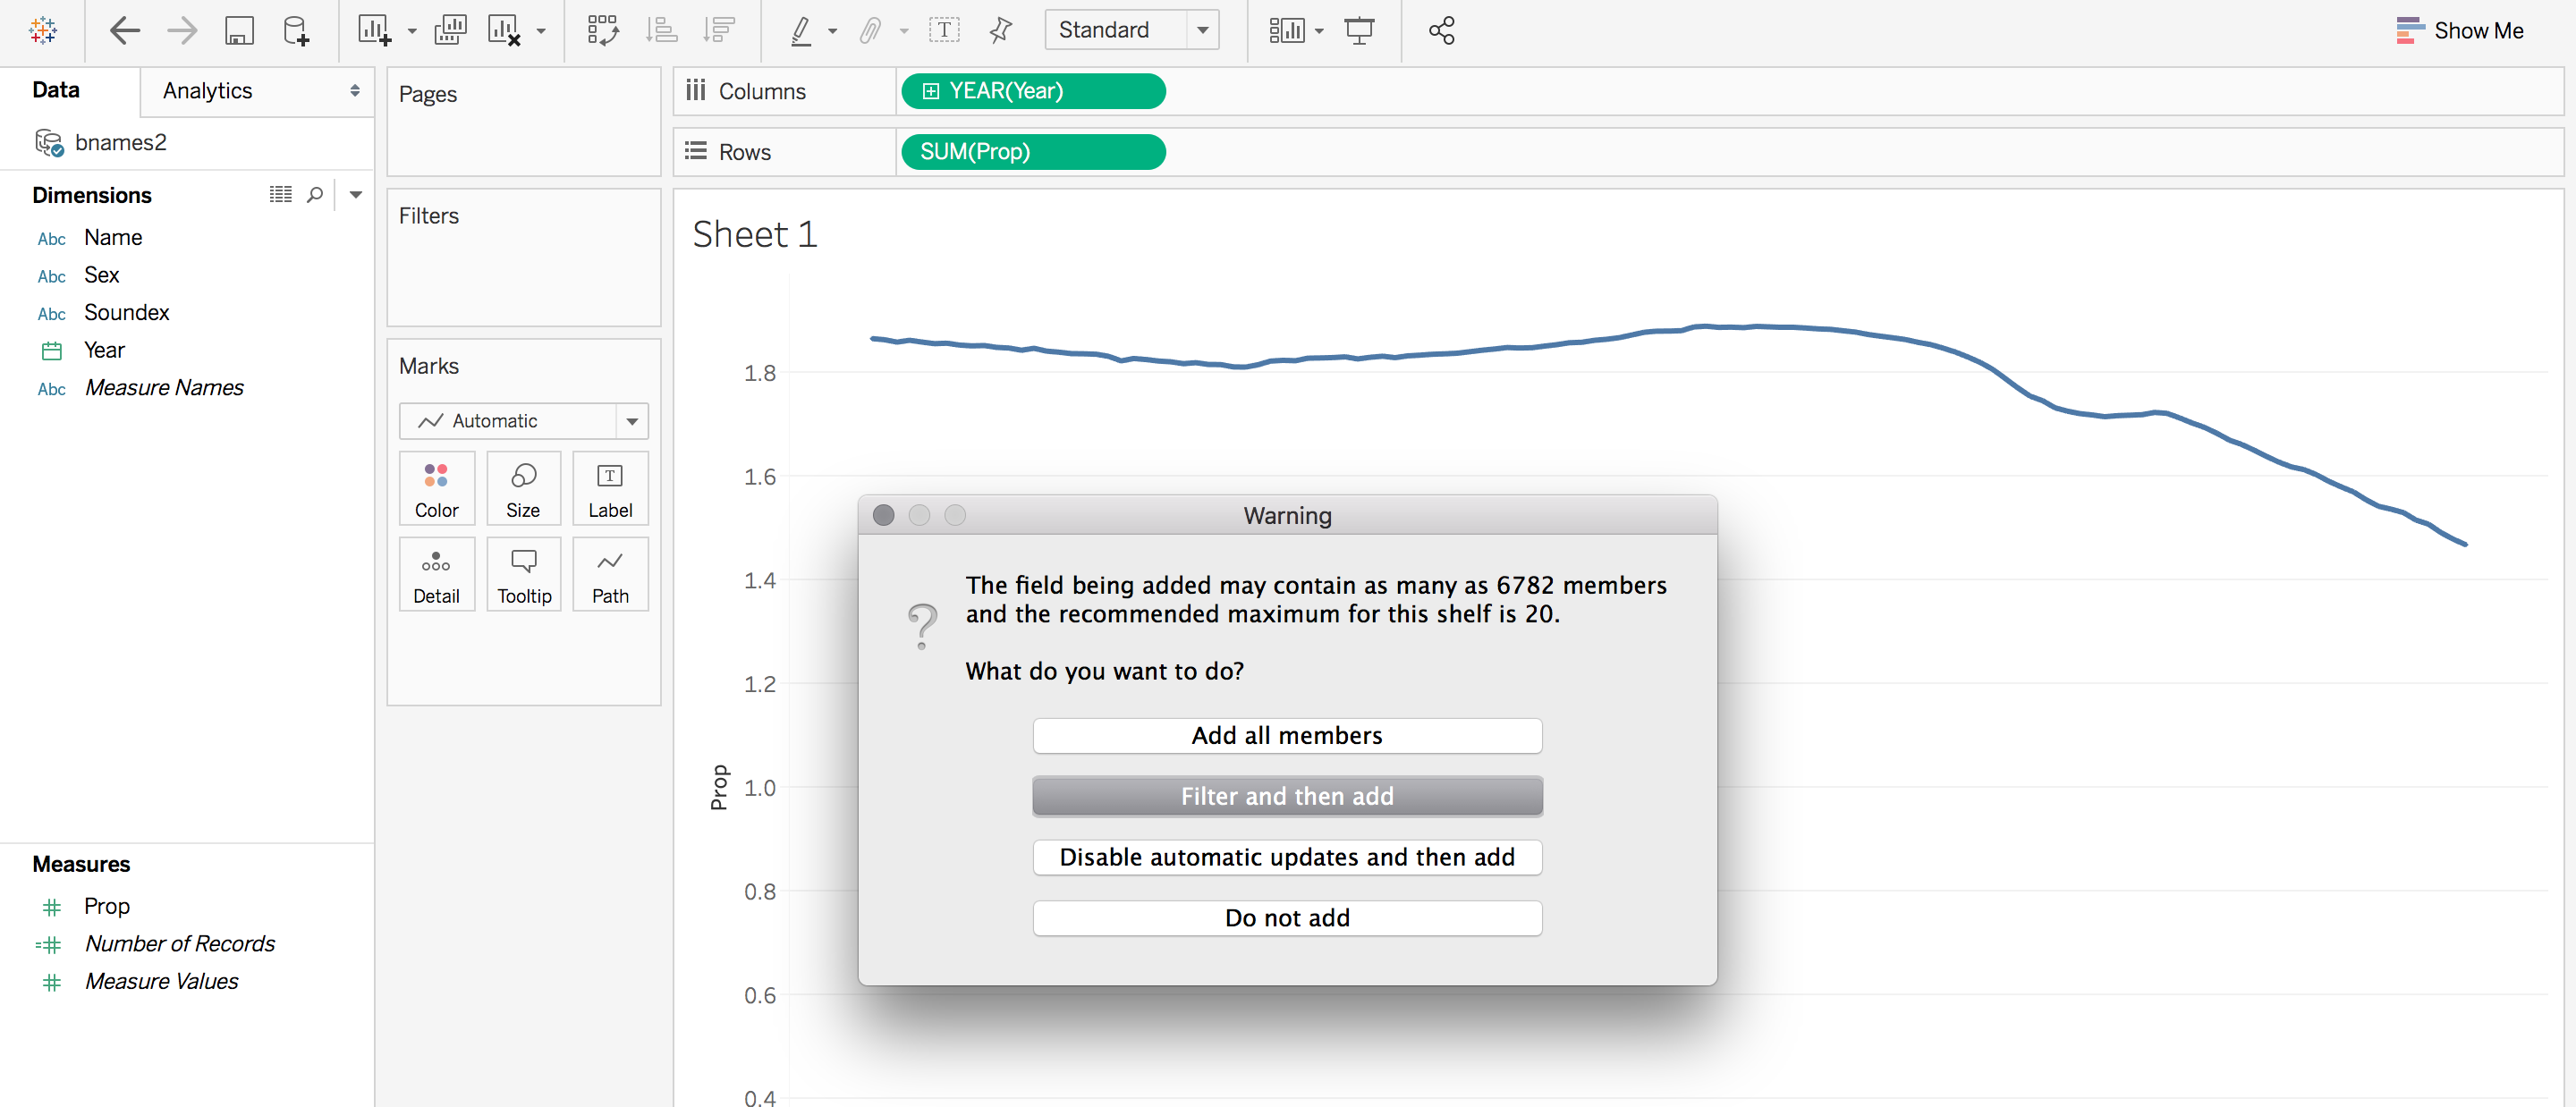 Standard
Show Me
Data
Analytics
bnames2
Dimensions
Abc Name
Abc Sex
Abc Soundex
Year
Abc Measure Names
Measures
Prop
Number of Records
Measure Values
Pages
Filters
Marks
Automatic
Color
Size
T
Label
Detail
Tooltip
Path
Columns
YEAR(Year)
Rows
SUM(Prop)
Sheet 1
1.8
1.6
1.4
1.2
1.0
0.8
0.6
0.4
Prop
Warning
The field being added may contain as many as 6782 members
and the recommended maximum for this shelf is 20.
What do you want to do?
Add all members
Filter and then add
Disable automatic updates and then add
Do not add